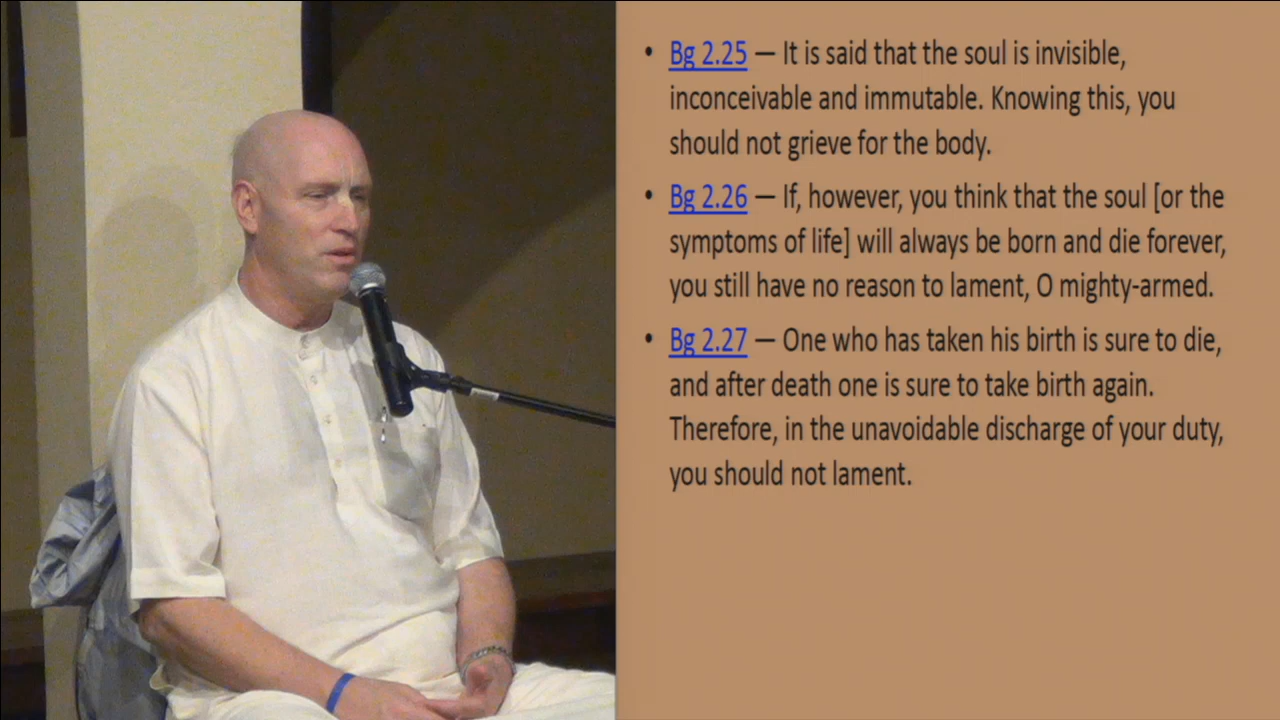 • Bg 2.25 — It is said that the soul is invisible,
inconceivable and immutable. Knowing this, you
should not grieve for the body.
• Bg 2.26 — If, however, you think that the soul [or the
symptoms of life] will always be born and die forever,
you still have no reason to lament, O mighty-armed.
• Bg 2.27 — One who has taken his birth is sure to die,
and after death one is sure to take birth again.
Therefore, in the unavoidable discharge of your duty,
you should not lament.